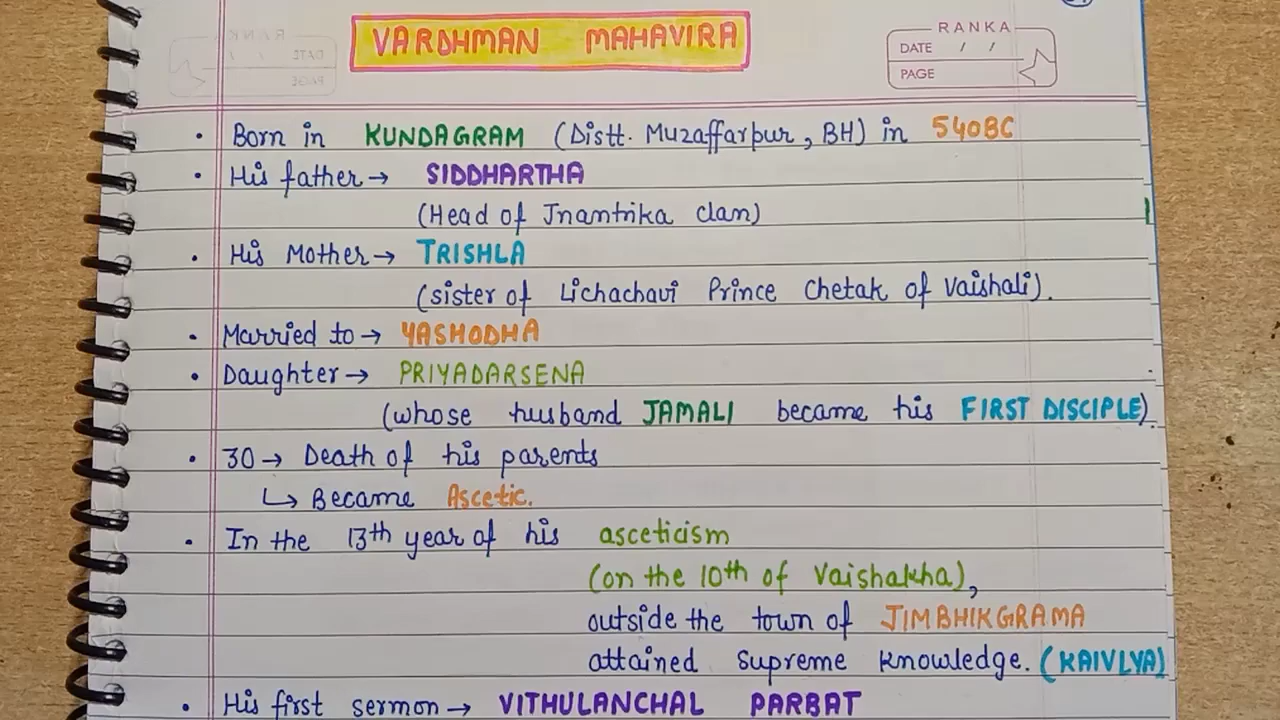 VARDHMAN MAHAVIRA
RANKA
DATE / /
PAGE
• Born in KUNDAGRAM (Distt. Muzaffarpur, BH) in 540BC
• His father → SIDDHARTHA
(Head of Jnantrika clan)
• His Mother → TRISHLA
(sister of Lichachavi Prince Chetak of Vaishali).
• Married to → YASHODHA
• Daughter → PRIYADARSENA
(whose husband JAMALI became his FIRST DISCIPLE).
• 30 → Death of his parents
↳ Became Ascetic.
• In the 13th year of his asceticism
(on the 10th of Vaishakha),
outside the town of JIMBHIKGRAMA
attained supreme knowledge. (KAIVLYA)
• His first sermon → VITHULANCHAL PARBAT